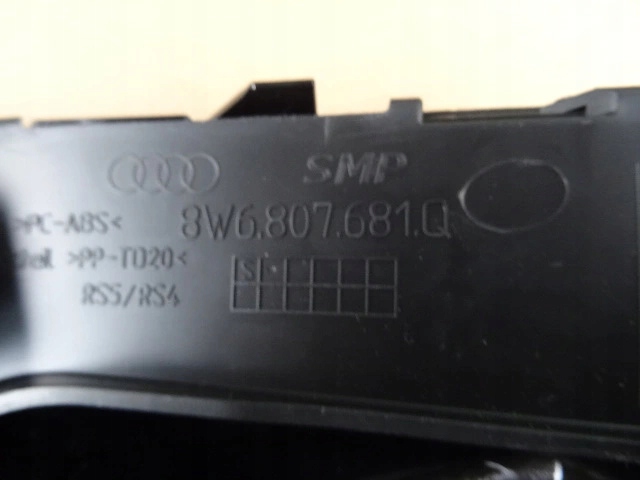 SMP
>PC-ABS< 8W6.807.681.Q
>PP-TD20<
RS5/RS4